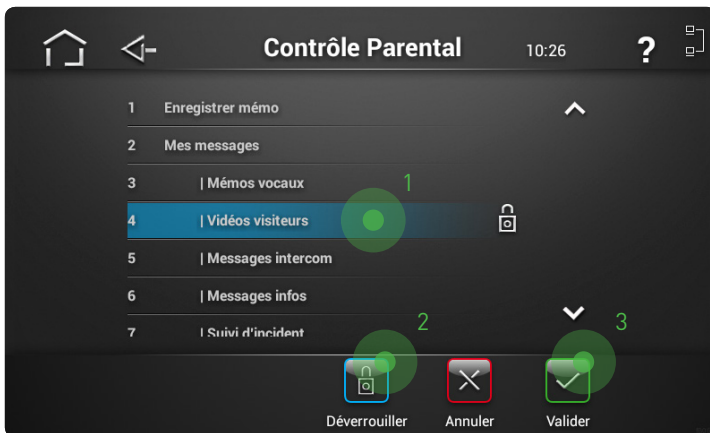 Contrôle Parental 10:26 ?
1 Enregistrer mémo
2 Mes messages
3 | Mémos vocaux 1
4 | Vidéos visiteurs
5 | Messages intercom
6 | Messages infos
7 | Suivi d'incident
2 3
Déverrouiller Annuler Valider